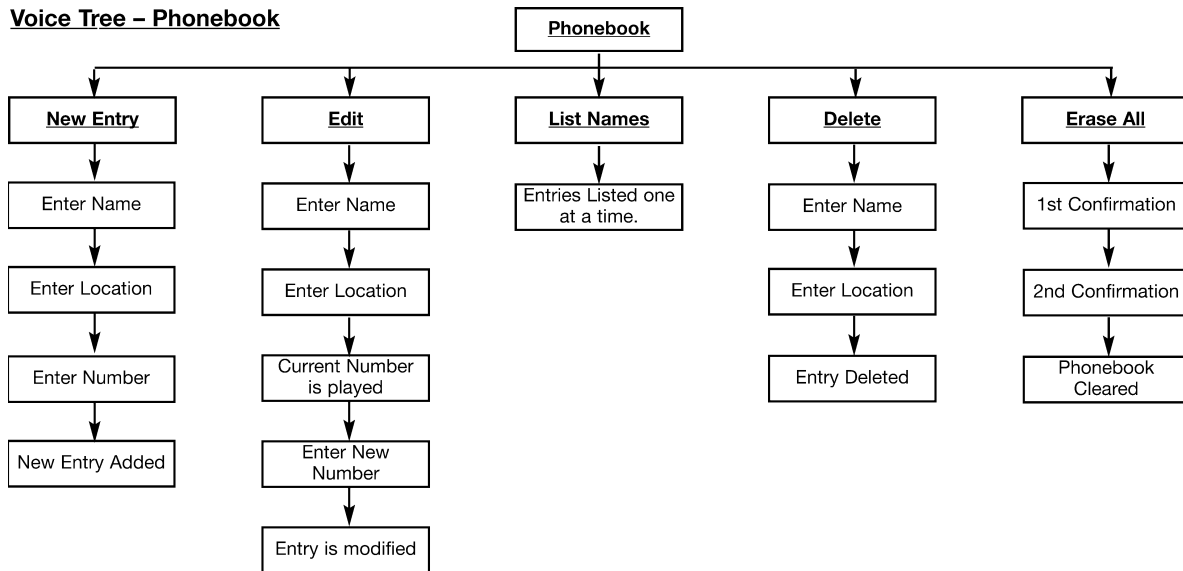 Voice Tree – Phonebook
Phonebook
New Entry
Edit
List Names
Delete
Erase All
Enter Name
Enter Name
Entries Listed one
at a time.
Enter Name
1st Confirmation
Enter Location
Enter Location
Enter Location
2nd Confirmation
Enter Number
Current Number
is played
Entry Deleted
Phonebook
Cleared
New Entry Added
Enter New
Number
Entry is modified